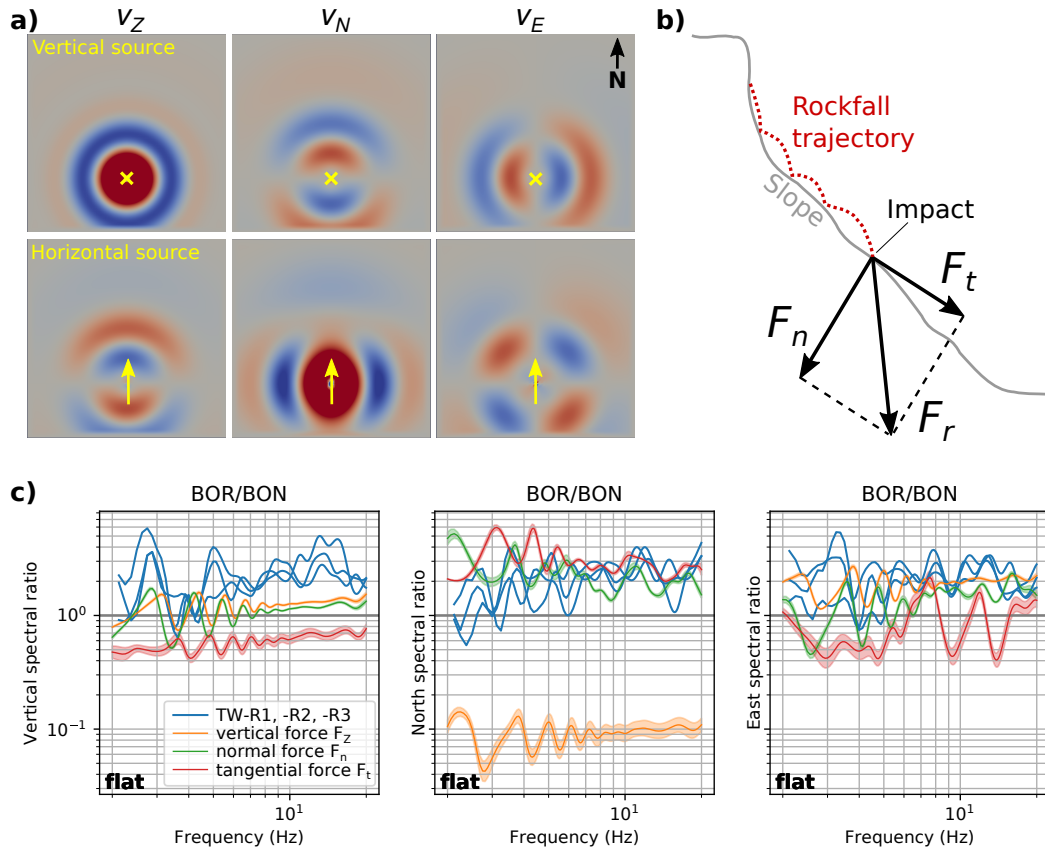 a)
v_Z
v_N
v_E
Vertical source
N
Horizontal source
b)
Rockfall
trajectory
Slope
Impact
F_t
F_n
F_r
c)
BOR/BON
Vertical spectral ratio
10^0
10^−1
TW-R1, -R2, -R3
vertical force F_Z
normal force F_n
tangential force F_t
flat
10^1
Frequency (Hz)
BOR/BON
North spectral ratio
flat
10^1
Frequency (Hz)
BOR/BON
East spectral ratio
flat
10^1
Frequency (Hz)